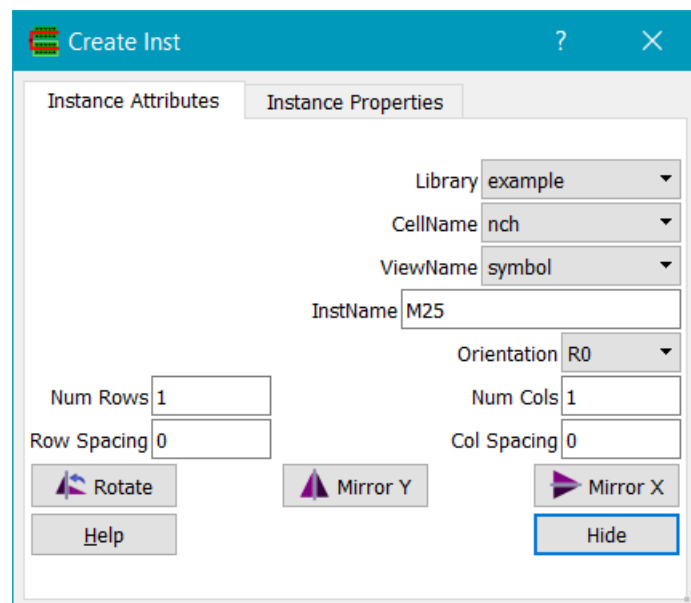 Create Inst ? ×
Instance Attributes Instance Properties
Library example
CellName nch
ViewName symbol
InstName M25
Orientation R0
Num Rows 1 Num Cols 1
Row Spacing 0 Col Spacing 0
Rotate Mirror Y Mirror X
Help Hide